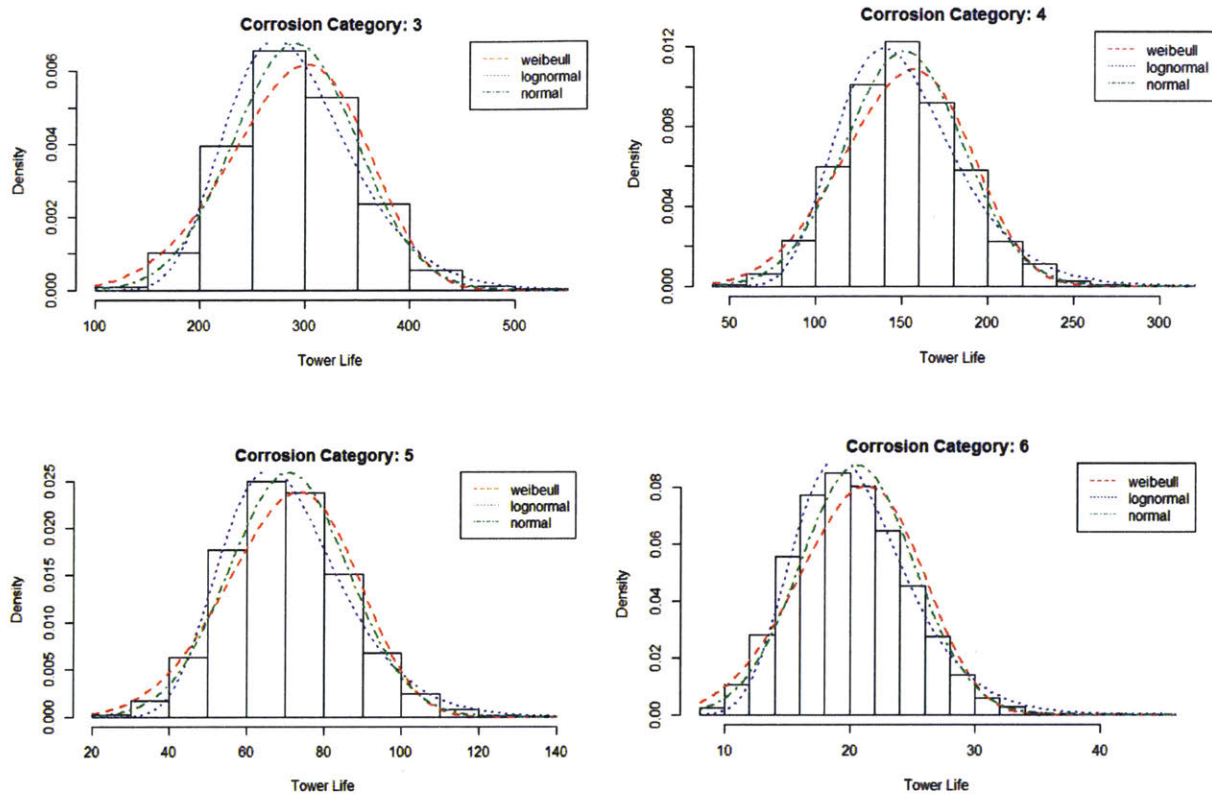 Corrosion Category: 3
weibeull
lognormal
normal
Density
0.000
0.002
0.004
0.006
100 200 300 400 500
Tower Life
Corrosion Category: 4
weibeull
lognormal
normal
Density
0.000
0.004
0.008
0.012
50 100 150 200 250 300
Tower Life
Corrosion Category: 5
weibeull
lognormal
normal
Density
0.000
0.005
0.010
0.015
0.020
0.025
20 40 60 80 100 120 140
Tower Life
Corrosion Category: 6
weibeull
lognormal
normal
Density
0.00
0.02
0.04
0.06
0.08
10 20 30 40
Tower Life